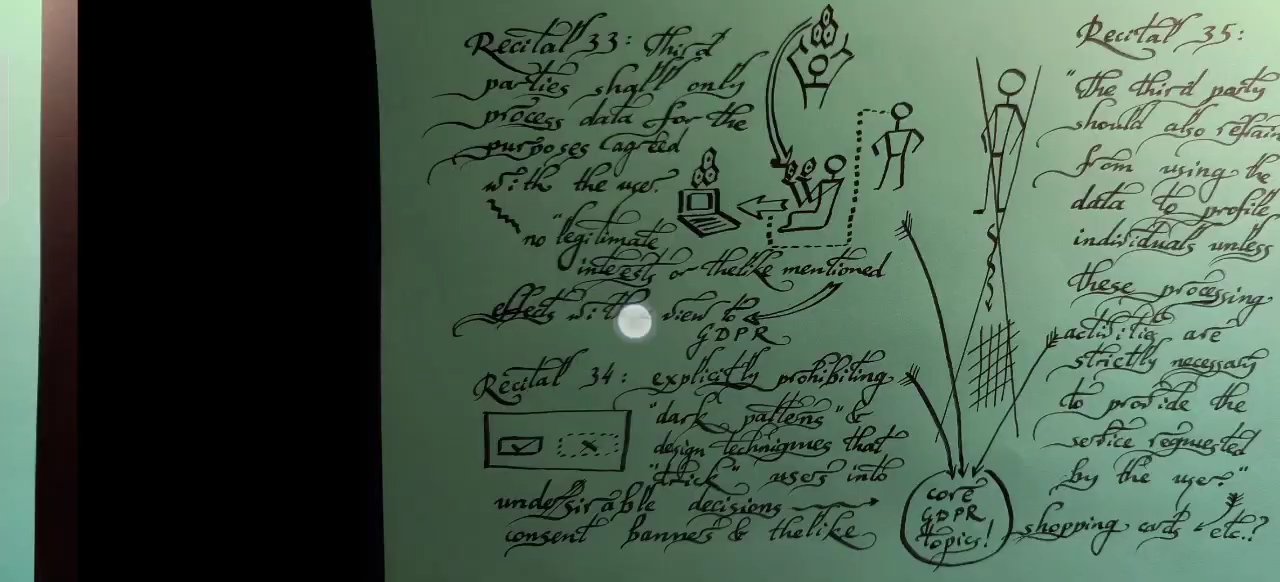 Recital 33: Third
parties shall only
process data for the
purposes (agreed
with the user.
no "legitimate
interests or thelike mentioned
effects with view to
GDPR
Recital 34: explicitly prohibiting
"dark patterns" &
design techniques that
"trick" users into
undesirable decisions
consent banners & thelike
core
GDPR
topics!
Recital 35:
"The third party
should also refrain
from using the
data to profile
individuals unless
these processing
activities are
strictly necessary
to provide the
service requested
by the user."
shopping carts etc.?